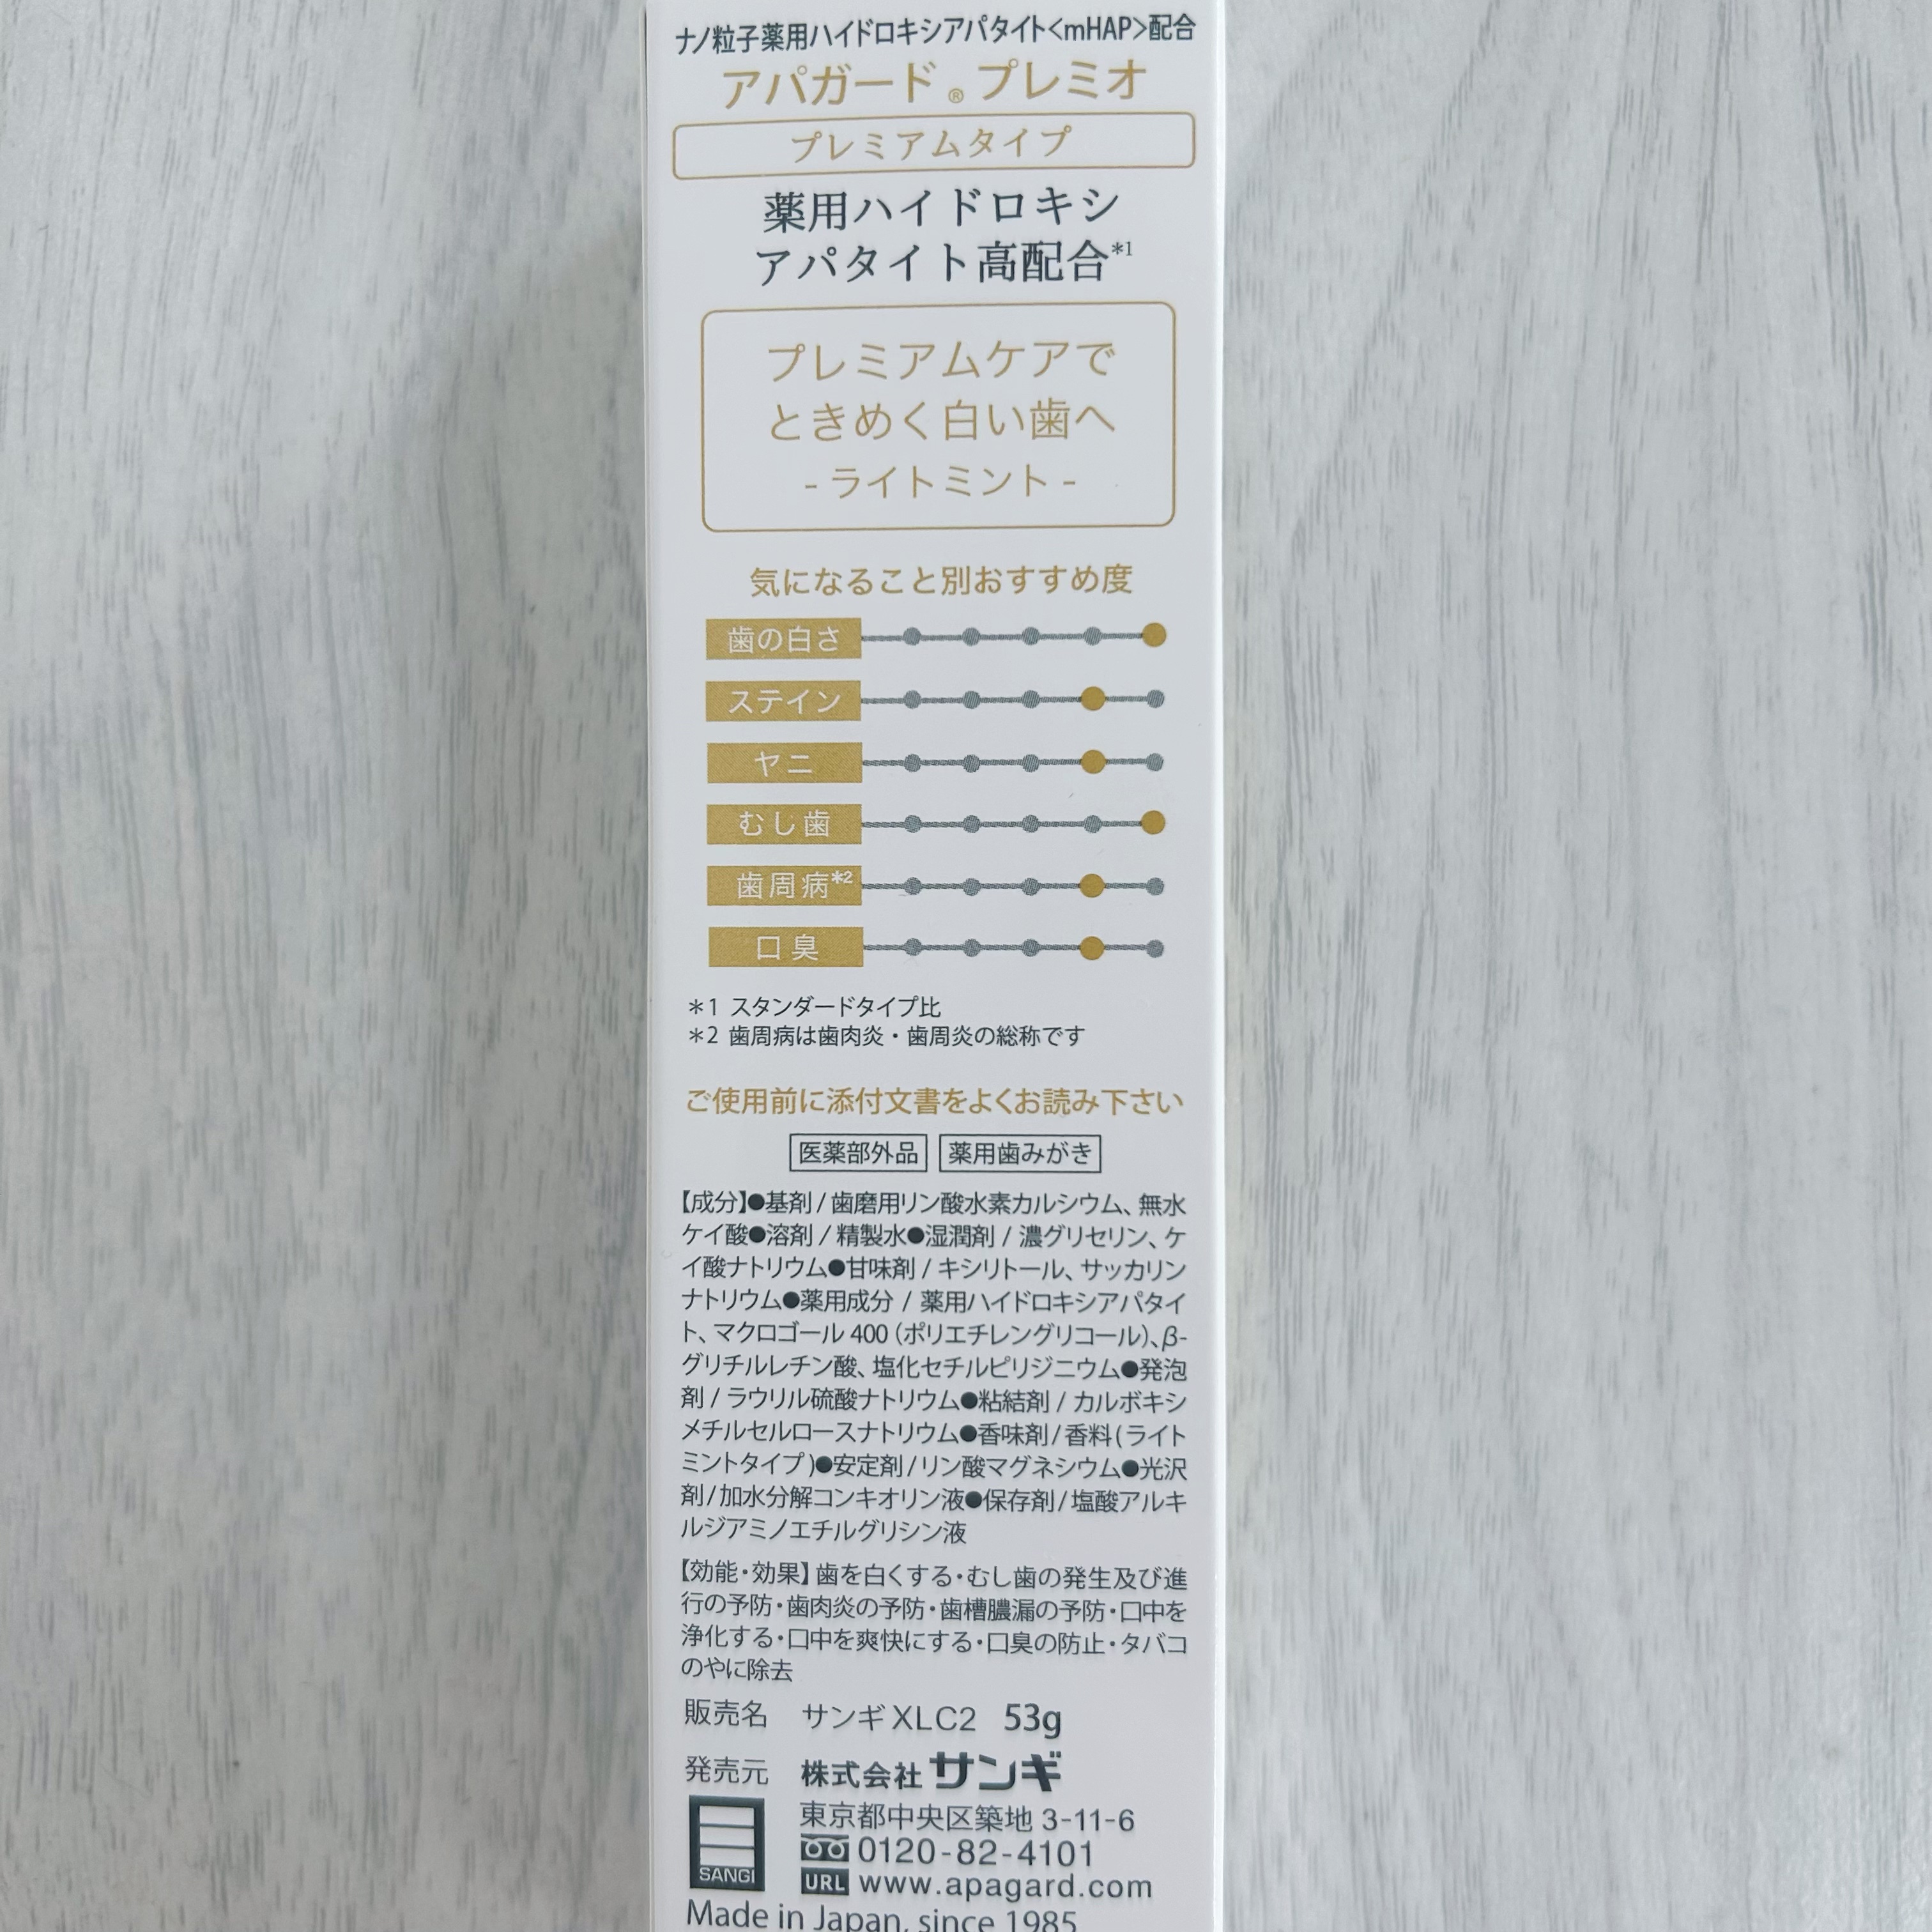 ナノ粒子薬用ハイドロキシアパタイト<mHAP>配合
アパガード®プレミオ
プレミアムタイプ
薬用ハイドロキシ
アパタイト高配合*1
プレミアムケアで
ときめく白い歯へ
- ライトミント -
気になること別おすすめ度
歯の白さ
ステイン
ヤニ
むし歯
歯周病*2
口臭
*1 スタンダードタイプ比
*2 歯周病は歯肉炎・歯周炎の総称です
ご使用前に添付文書をよくお読み下さい
医薬部外品 薬用歯みがき
【成分】●基剤/歯磨用リン酸水素カルシウム、無水
ケイ酸●溶剤/精製水●湿潤剤/濃グリセリン、ケ
イ酸ナトリウム●甘味剤/キシリトール、サッカリン
ナトリウム●薬用成分/薬用ハイドロキシアパタイ
ト、マクロゴール400(ポリエチレングリコール)、β-
グリチルレチン酸、塩化セチルピリジニウム●発泡
剤/ラウリル硫酸ナトリウム●粘結剤/カルボキシ
メチルセルロースナトリウム●香味剤/香料(ライト
ミントタイプ)●安定剤/リン酸マグネシウム●光沢
剤/加水分解コンキオリン液●保存剤/塩酸アルキ
ルジアミノエチルグリシン液
【効能・効果】歯を白くする・むし歯の発生及び進
行の予防・歯肉炎の予防・歯槽膿漏の予防・口中を
浄化する・口中を爽快にする・口臭の防止・タバコ
のやに除去
販売名 サンギXLC2 53g
発売元 株式会社サンギ
東京都中央区築地3-11-6
0120-82-4101
SANGI
URL www.apagard.com
Made in Japan, since 1985